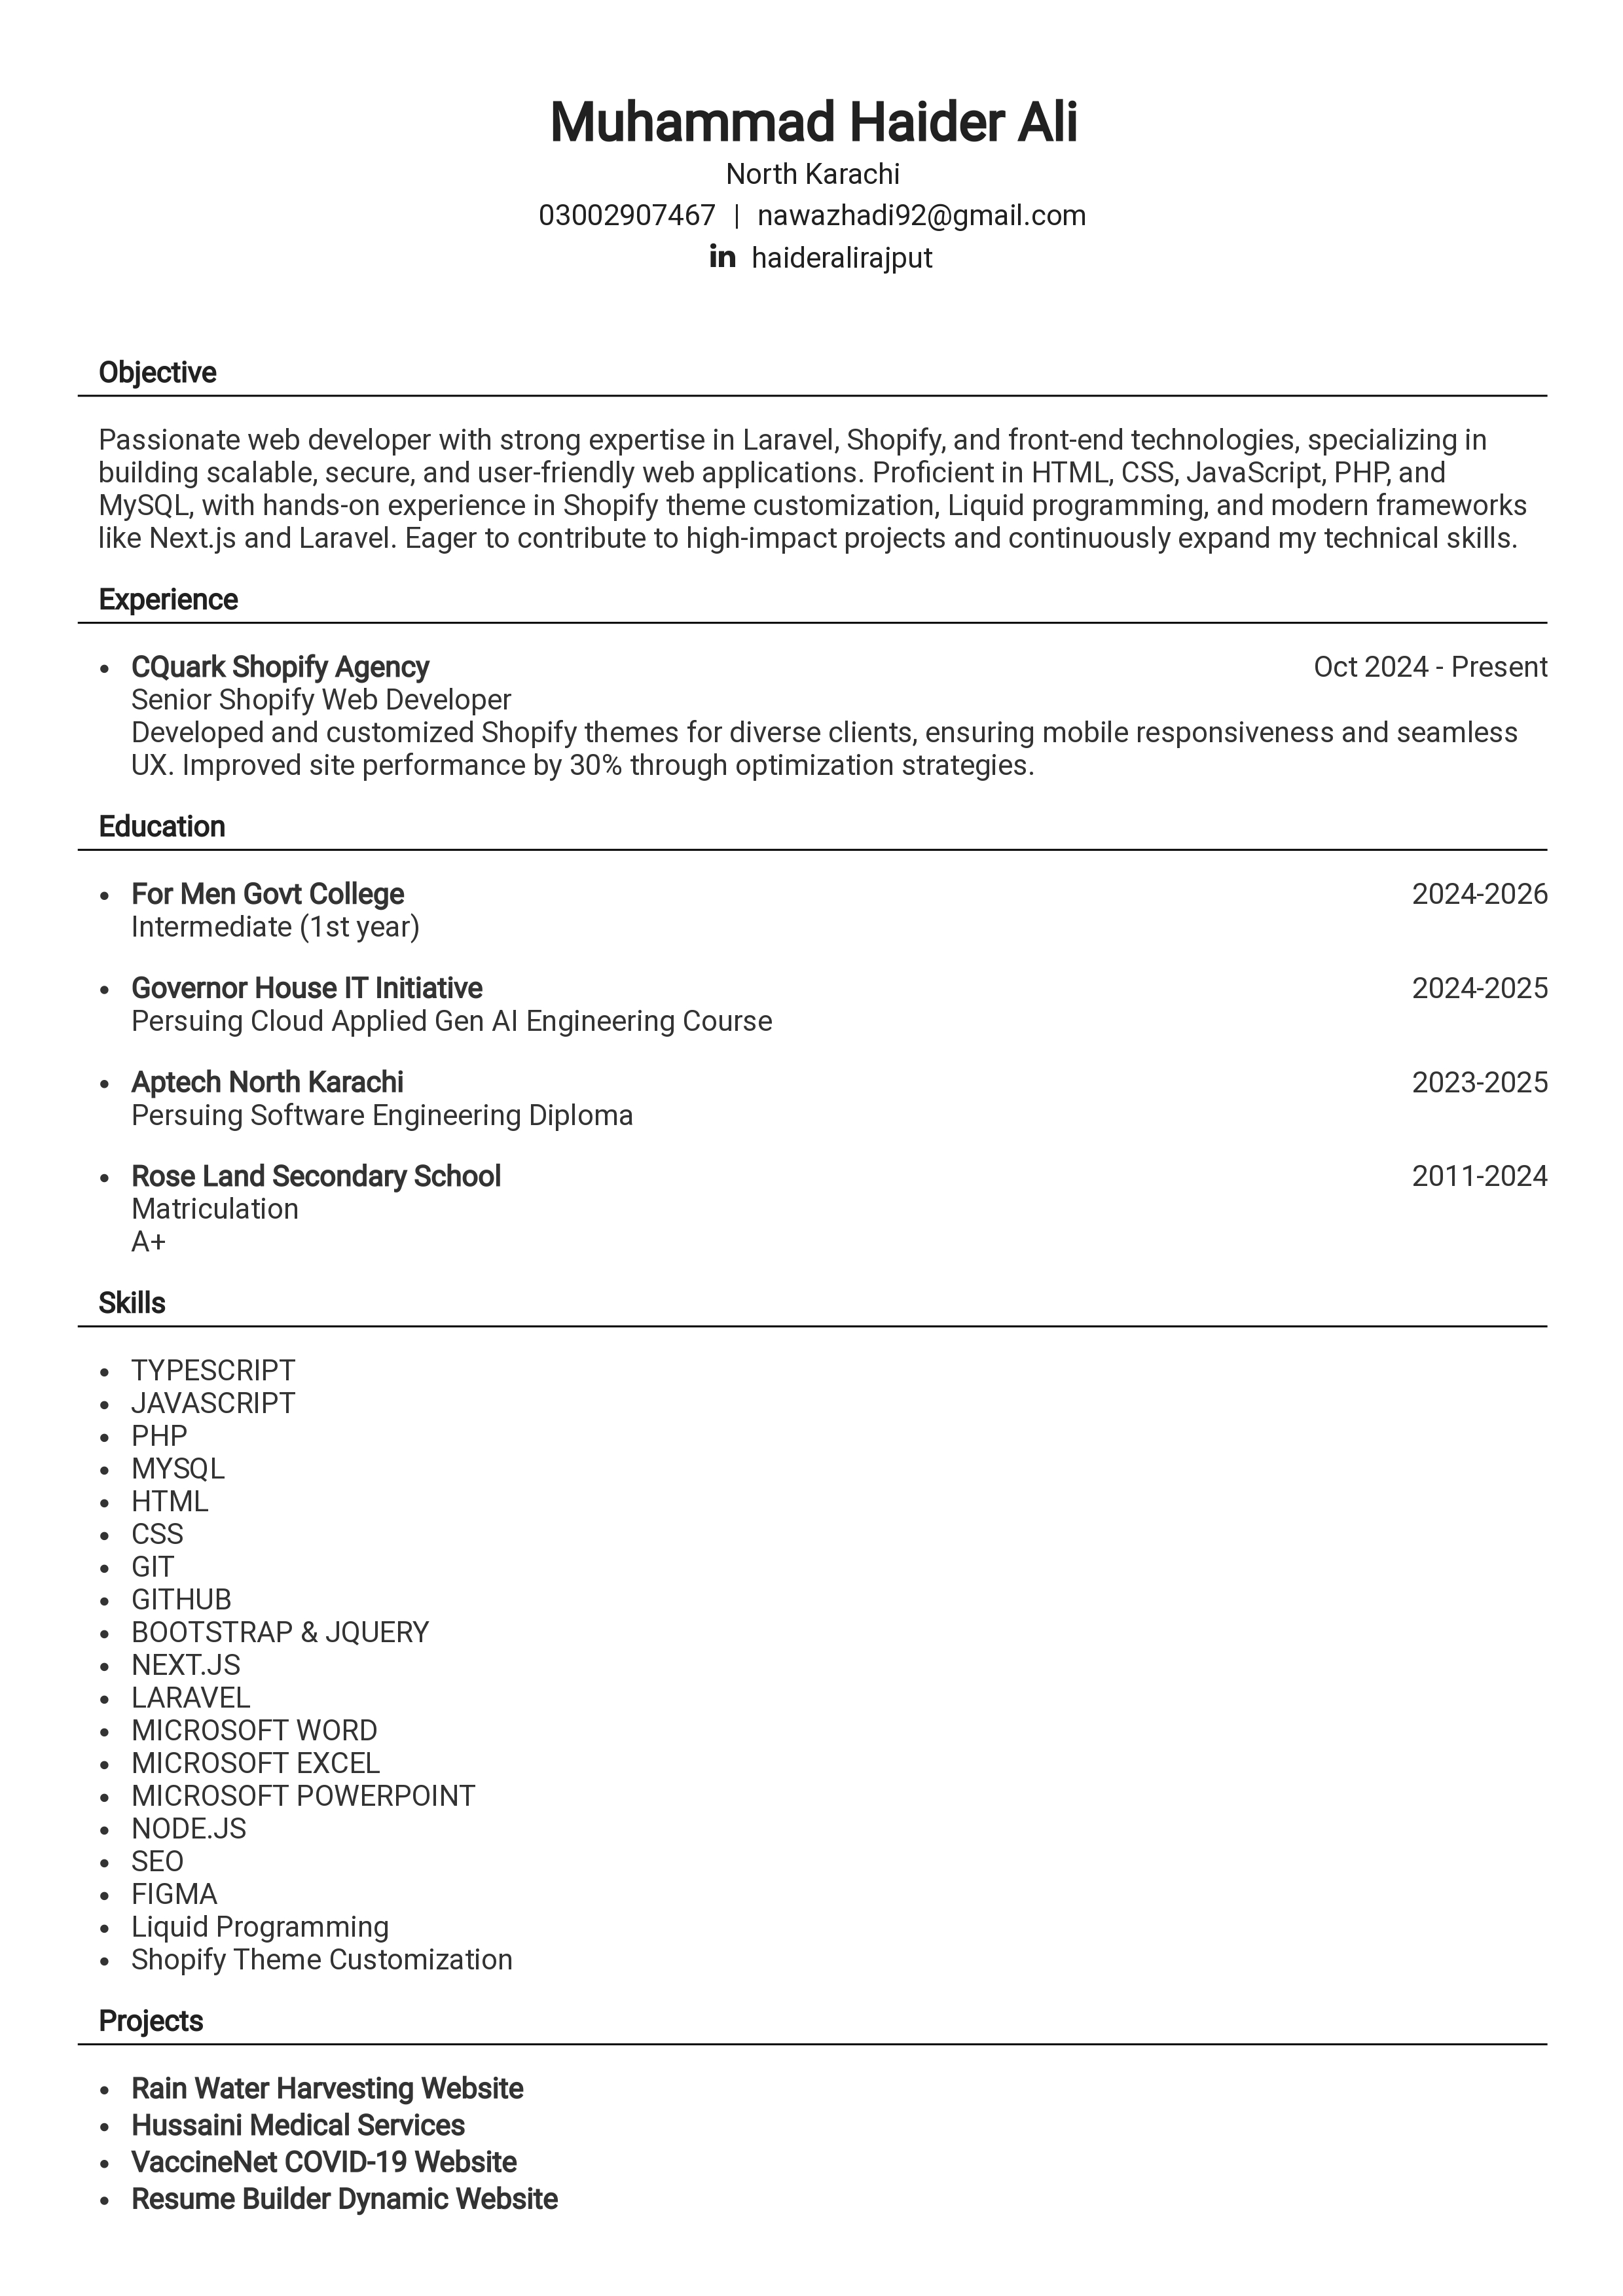 Muhammad Haider Ali
North Karachi
03002907467 | nawazhadi92@gmail.com
in haideralirajput
Objective
Passionate web developer with strong expertise in Laravel, Shopify, and front-end technologies, specializing in
building scalable, secure, and user-friendly web applications. Proficient in HTML, CSS, JavaScript, PHP, and
MySQL, with hands-on experience in Shopify theme customization, Liquid programming, and modern frameworks
like Next.js and Laravel. Eager to contribute to high-impact projects and continuously expand my technical skills.
Experience
• CQuark Shopify Agency Oct 2024 - Present
Senior Shopify Web Developer
Developed and customized Shopify themes for diverse clients, ensuring mobile responsiveness and seamless
UX. Improved site performance by 30% through optimization strategies.
Education
• For Men Govt College 2024-2026
Intermediate (1st year)
• Governor House IT Initiative 2024-2025
Persuing Cloud Applied Gen AI Engineering Course
• Aptech North Karachi 2023-2025
Persuing Software Engineering Diploma
• Rose Land Secondary School 2011-2024
Matriculation
A+
Skills
• TYPESCRIPT
• JAVASCRIPT
• PHP
• MYSQL
• HTML
• CSS
• GIT
• GITHUB
• BOOTSTRAP & JQUERY
• NEXT.JS
• LARAVEL
• MICROSOFT WORD
• MICROSOFT EXCEL
• MICROSOFT POWERPOINT
• NODE.JS
• SEO
• FIGMA
• Liquid Programming
• Shopify Theme Customization
Projects
• Rain Water Harvesting Website
• Hussaini Medical Services
• VaccineNet COVID-19 Website
• Resume Builder Dynamic Website